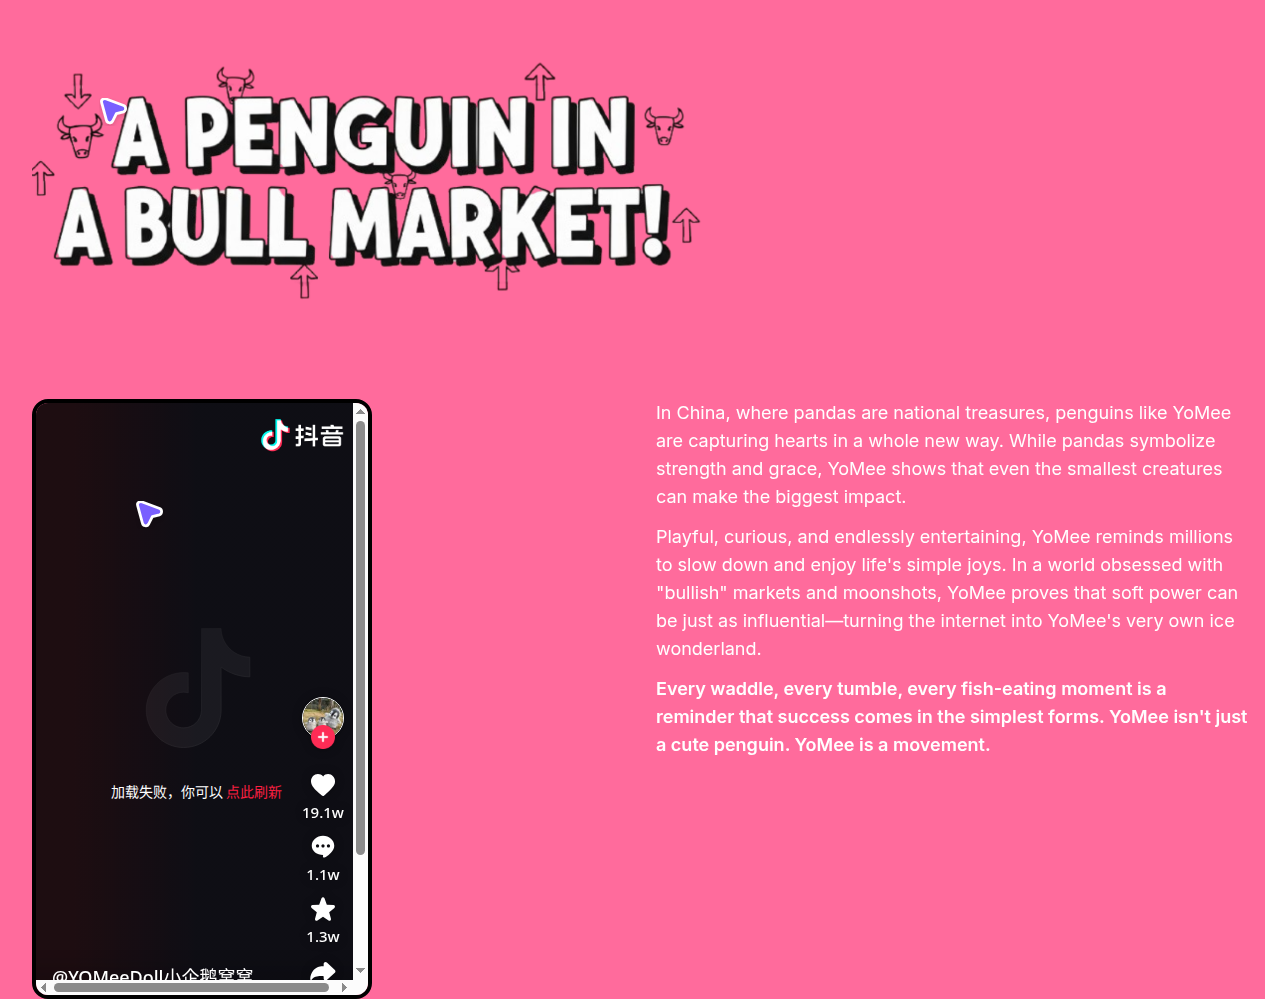 A PENGUIN IN
A BULL MARKET!
抖音
加载失败，你可以 点此刷新
19.1w
1.1w
1.3w
@YOMeeDoll小企鹅窝窝
In China, where pandas are national treasures, penguins like YoMee
are capturing hearts in a whole new way. While pandas symbolize
strength and grace, YoMee shows that even the smallest creatures
can make the biggest impact.
Playful, curious, and endlessly entertaining, YoMee reminds millions
to slow down and enjoy life's simple joys. In a world obsessed with
"bullish" markets and moonshots, YoMee proves that soft power can
be just as influential—turning the internet into YoMee's very own ice
wonderland.
Every waddle, every tumble, every fish-eating moment is a
reminder that success comes in the simplest forms. YoMee isn't just
a cute penguin. YoMee is a movement.